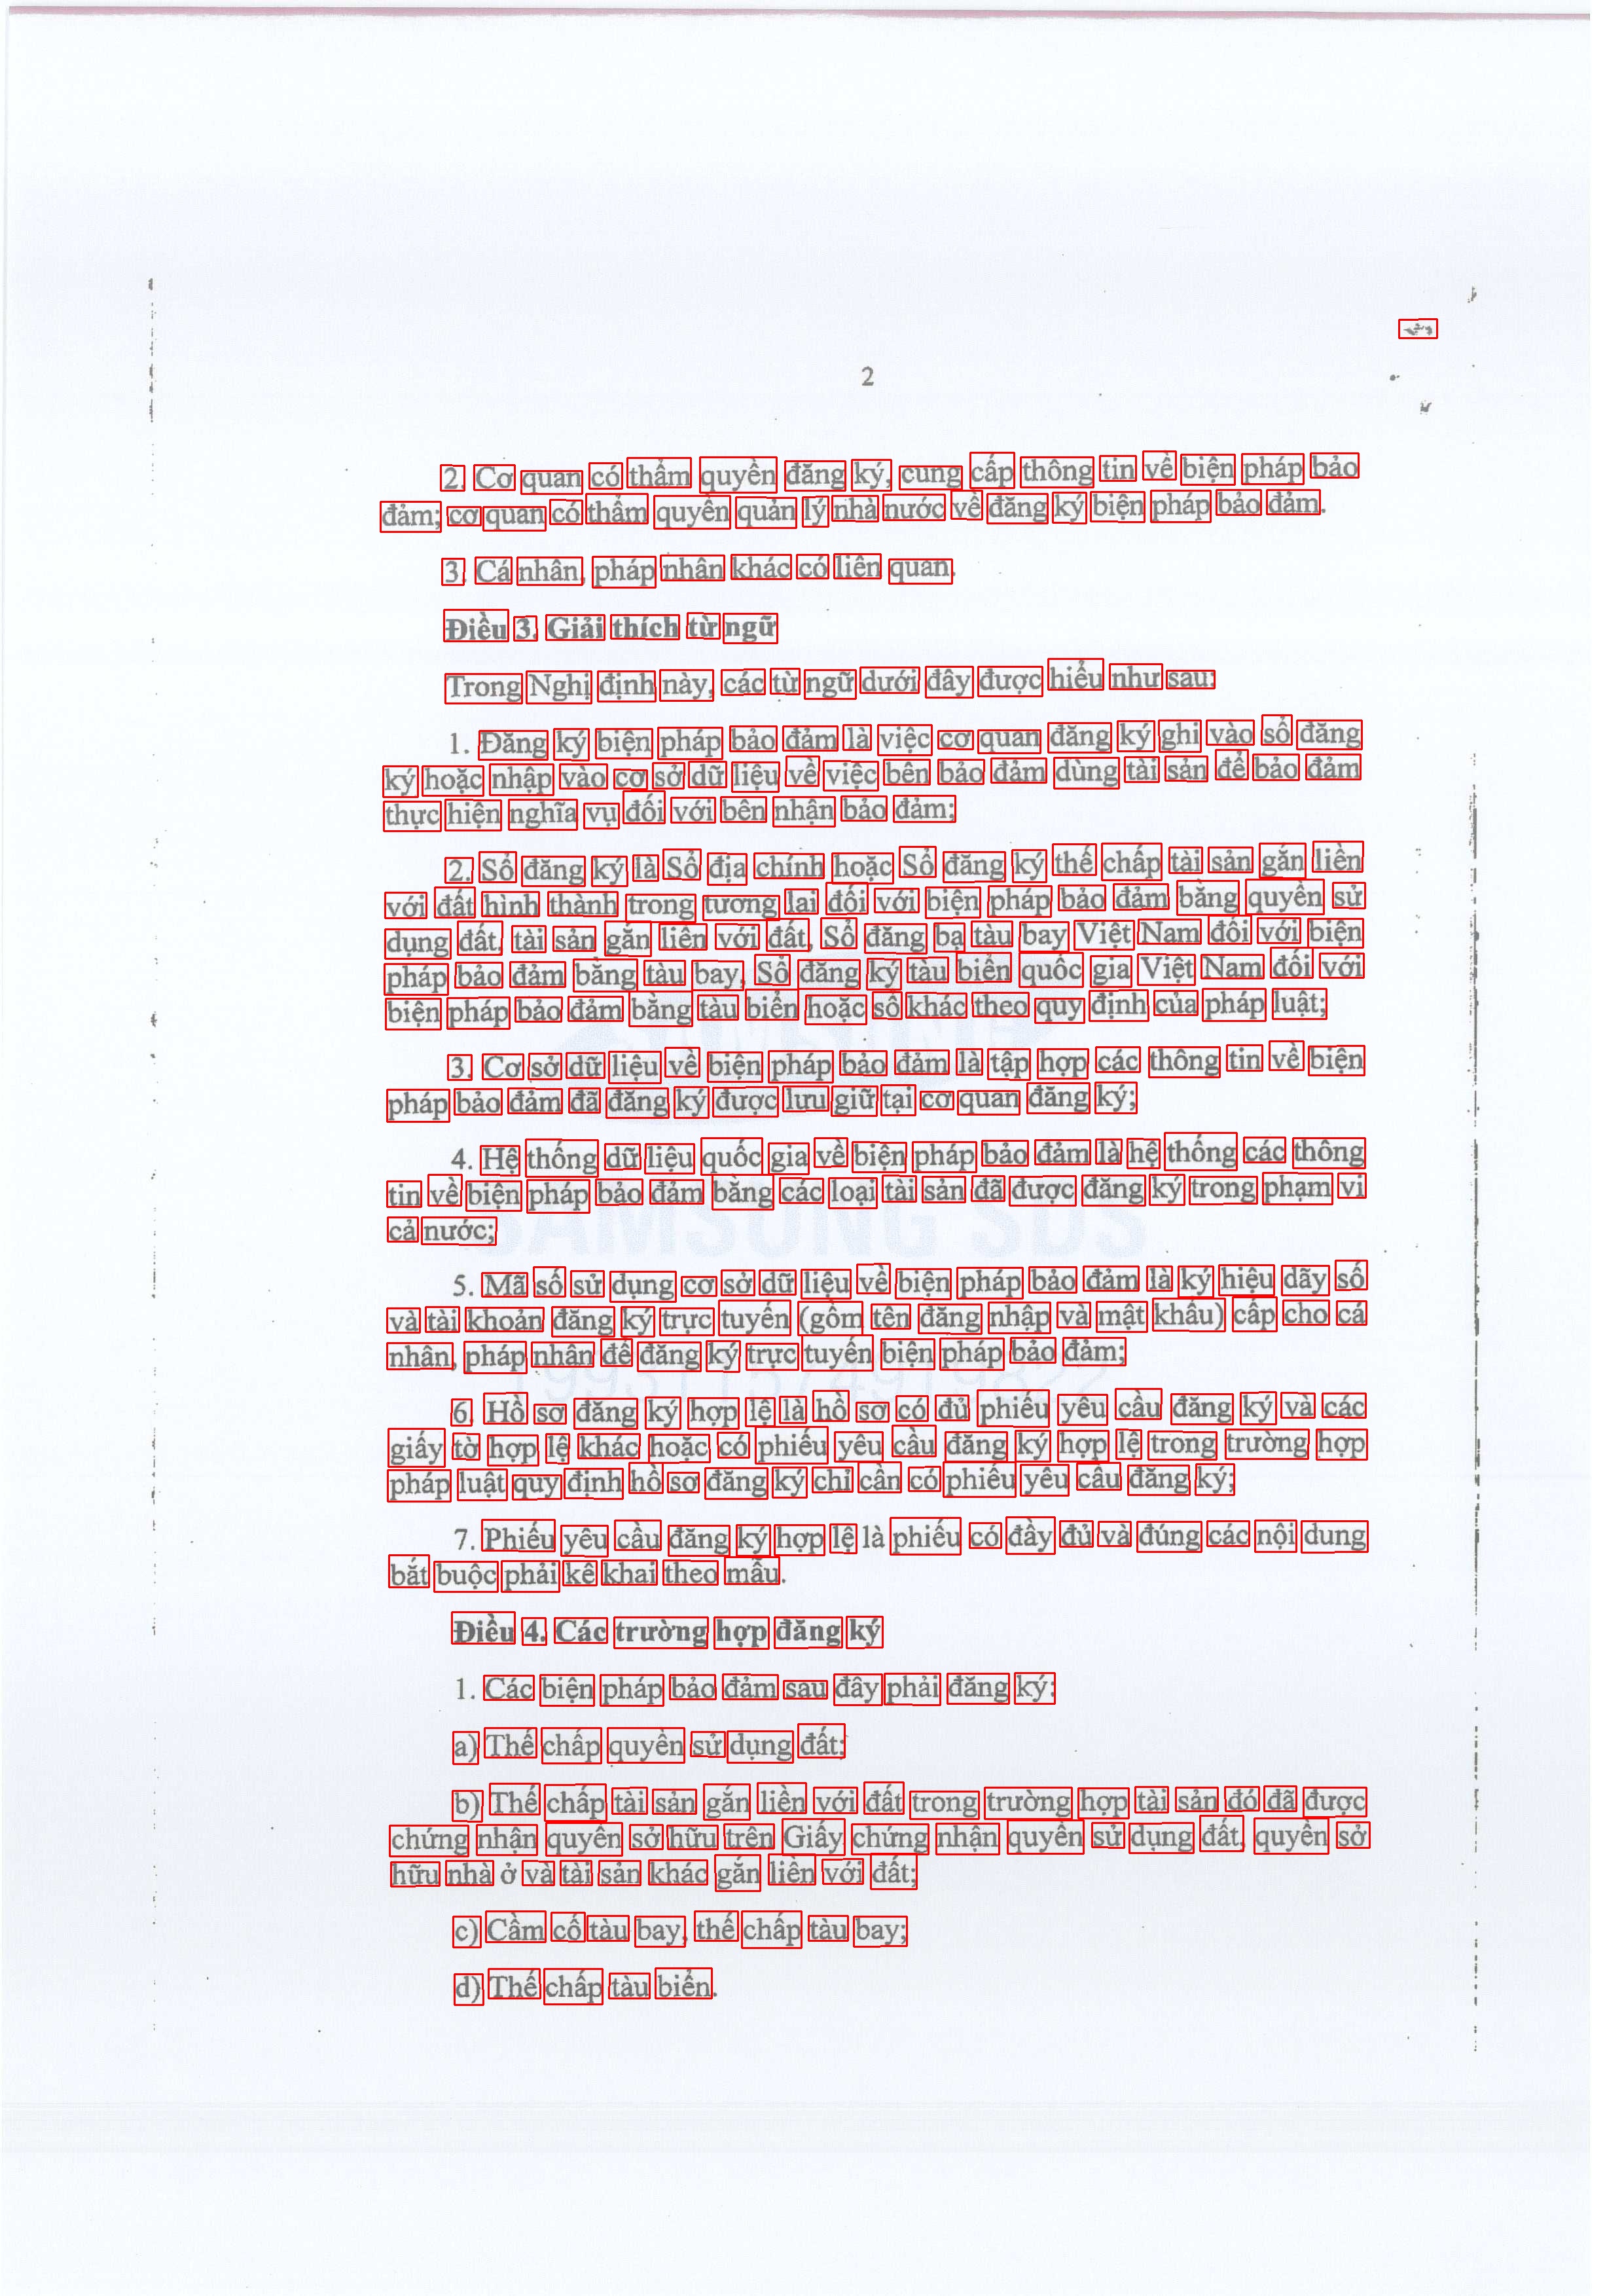 2
2. Cơ quan có thẩm quyền đăng ký, cung cấp thông tin về biện pháp bảo
đảm; cơ quan có thẩm quyền quản lý nhà nước về đăng ký biện pháp bảo đảm.
3. Cá nhân, pháp nhân khác có liên quan.
Điều 3. Giải thích từ ngữ
Trong Nghị định này, các từ ngữ dưới đây được hiểu như sau:
1. Đăng ký biện pháp bảo đảm là việc cơ quan đăng ký ghi vào sổ đăng
ký hoặc nhập vào cơ sở dữ liệu về việc bên bảo đảm dùng tài sản để bảo đảm
thực hiện nghĩa vụ đối với bên nhận bảo đảm;
2. Sổ đăng ký là Sổ địa chính hoặc Sổ đăng ký thế chấp tài sản gắn liền
với đất hình thành trong tương lai đối với biện pháp bảo đảm bằng quyền sử
dụng đất, tài sản gắn liền với đất, Sổ đăng bạ tàu bay Việt Nam đối với biện
pháp bảo đảm bằng tàu bay, Sổ đăng ký tàu biển quốc gia Việt Nam đối với
biện pháp bảo đảm bằng tàu biển hoặc sổ khác theo quy định của pháp luật;
3. Cơ sở dữ liệu về biện pháp bảo đảm là tập hợp các thông tin về biện
pháp bảo đảm đã đăng ký được lưu giữ tại cơ quan đăng ký;
4. Hệ thống dữ liệu quốc gia về biện pháp bảo đảm là hệ thống các thông
tin về biện pháp bảo đảm bằng các loại tài sản đã được đăng ký trong phạm vi
cả nước;
SAMSUNG SDS
5. Mã số sử dụng cơ sở dữ liệu về biện pháp bảo đảm là ký hiệu dãy số
và tài khoản đăng ký trực tuyến (gồm tên đăng nhập và mật khẩu) cấp cho cá
nhân, pháp nhân để đăng ký trực tuyến biện pháp bảo đảm;
6. Hồ sơ đăng ký hợp lệ là hồ sơ có đủ phiếu yêu cầu đăng ký và các
giấy tờ hợp lệ khác hoặc có phiếu yêu cầu đăng ký hợp lệ trong trường hợp
pháp luật quy định hồ sơ đăng ký chỉ cần có phiếu yêu cầu đăng ký;
7. Phiếu yêu cầu đăng ký hợp lệ là phiếu có đầy đủ và đúng các nội dung
bắt buộc phải kê khai theo mẫu.
Điều 4. Các trường hợp đăng ký
1. Các biện pháp bảo đảm sau đây phải đăng ký:
a) Thế chấp quyền sử dụng đất;
b) Thế chấp tài sản gắn liền với đất trong trường hợp tài sản đó đã được
chứng nhận quyền sở hữu trên Giấy chứng nhận quyền sử dụng đất, quyền sở
hữu nhà ở và tài sản khác gắn liền với đất;
c) Cầm cố tàu bay, thế chấp tàu bay;
d) Thế chấp tàu biển.